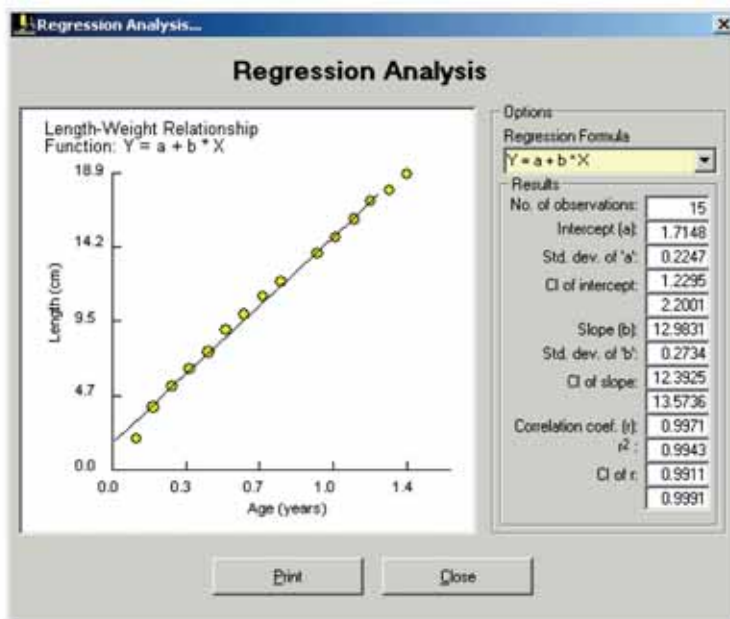 Regression Analysis...
Regression Analysis
Length-Weight Relationship
Function: Y = a + b * X
18.9
14.2
9.5
4.7
0.0
Length (cm)
0.0 0.3 0.7 1.0 1.4
Age (years)
Options
Regression Formula
Y = a + b * X
Results
No. of observations: 15
Intercept (a): 1.7148
Std. dev. of 'a': 0.2247
CI of intercept: 1.2295
2.2001
Slope (b): 12.9831
Std. dev. of 'b': 0.2734
CI of slope: 12.3925
13.5736
Correlation coef. (r): 0.9971
r² : 0.9943
CI of r: 0.9911
0.9991
Print Close